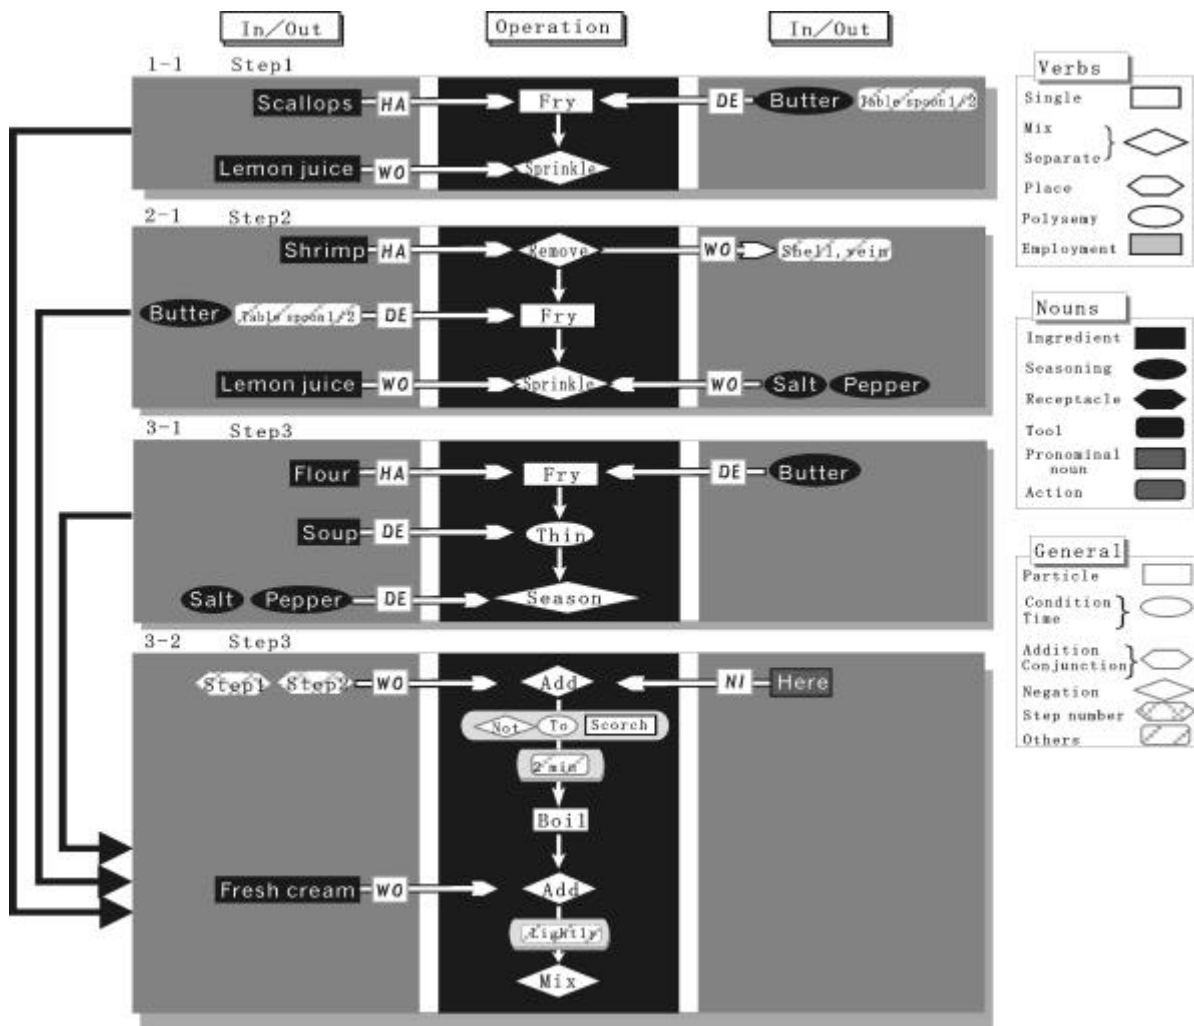 In/Out Operation In/Out
1-1 Step1
Scallops HA Fry DE Butter Table spoon1/2
Lemon juice WO Sprinkle
2-1 Step2
Shrimp HA Remove WO Shell,vein
Butter Table spoon1/2 DE Fry
Lemon juice WO Sprinkle WO Salt Pepper
3-1 Step3
Flour HA Fry DE Butter
Soup DE Thin
Salt Pepper DE Season
3-2 Step3
Step1 Step2 WO Add NI Here
Not To Scorch
2 min
Boil
Fresh cream WO Add
Lightly
Mix
Verbs
Single
Mix
Separate
Place
Polysemy
Employment
Nouns
Ingredient
Seasoning
Receptacle
Tool
Pronominal
noun
Action
General
Particle
Condition
Time
Addition
Conjunction
Negation
Step number
Others